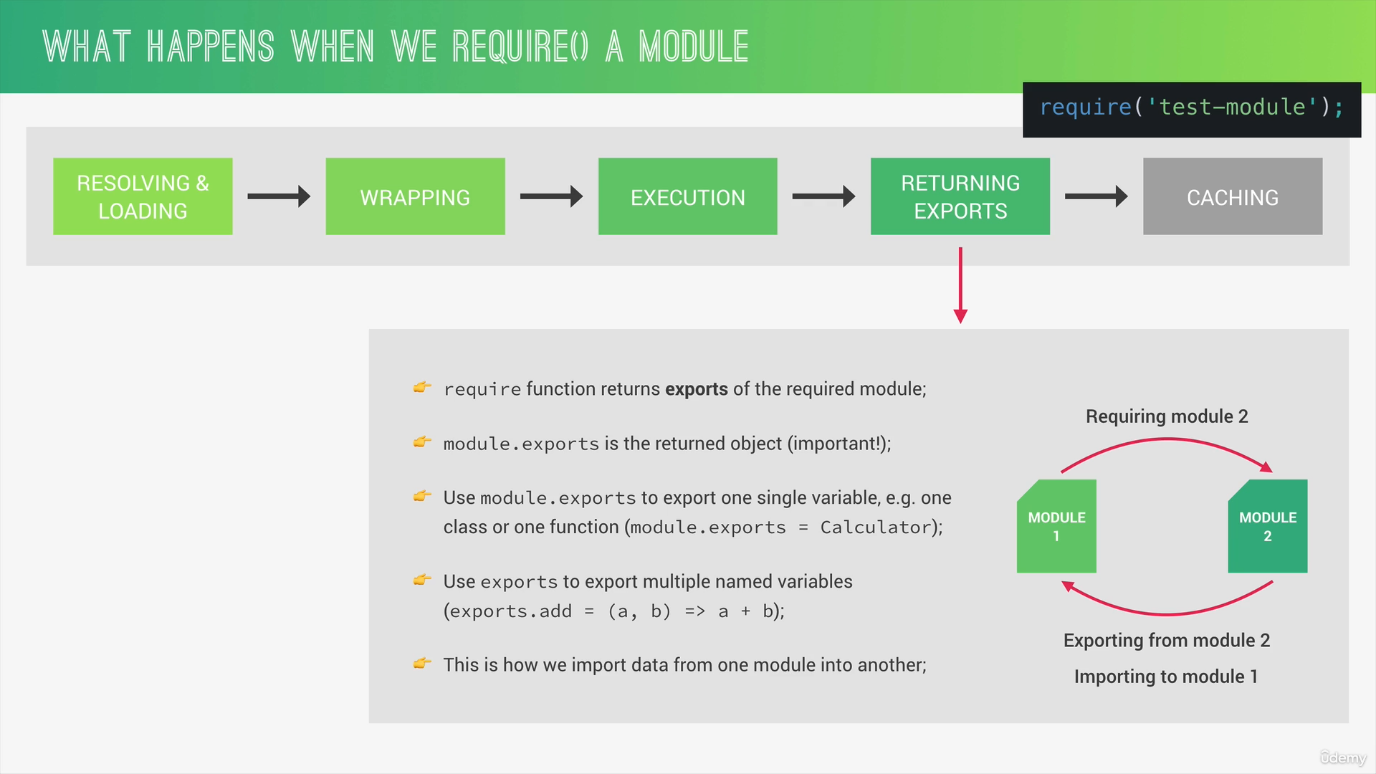 WHAT HAPPENS WHEN WE REQUIRE() A MODULE
require('test-module');
RESOLVING &
LOADING
WRAPPING
EXECUTION
RETURNING
EXPORTS
CACHING
require function returns exports of the required module;
module.exports is the returned object (important!);
Use module.exports to export one single variable, e.g. one
class or one function (module.exports = Calculator);
Use exports to export multiple named variables
(exports.add = (a, b) => a + b);
This is how we import data from one module into another;
Requiring module 2
MODULE
1
MODULE
2
Exporting from module 2
Importing to module 1
ûdemy